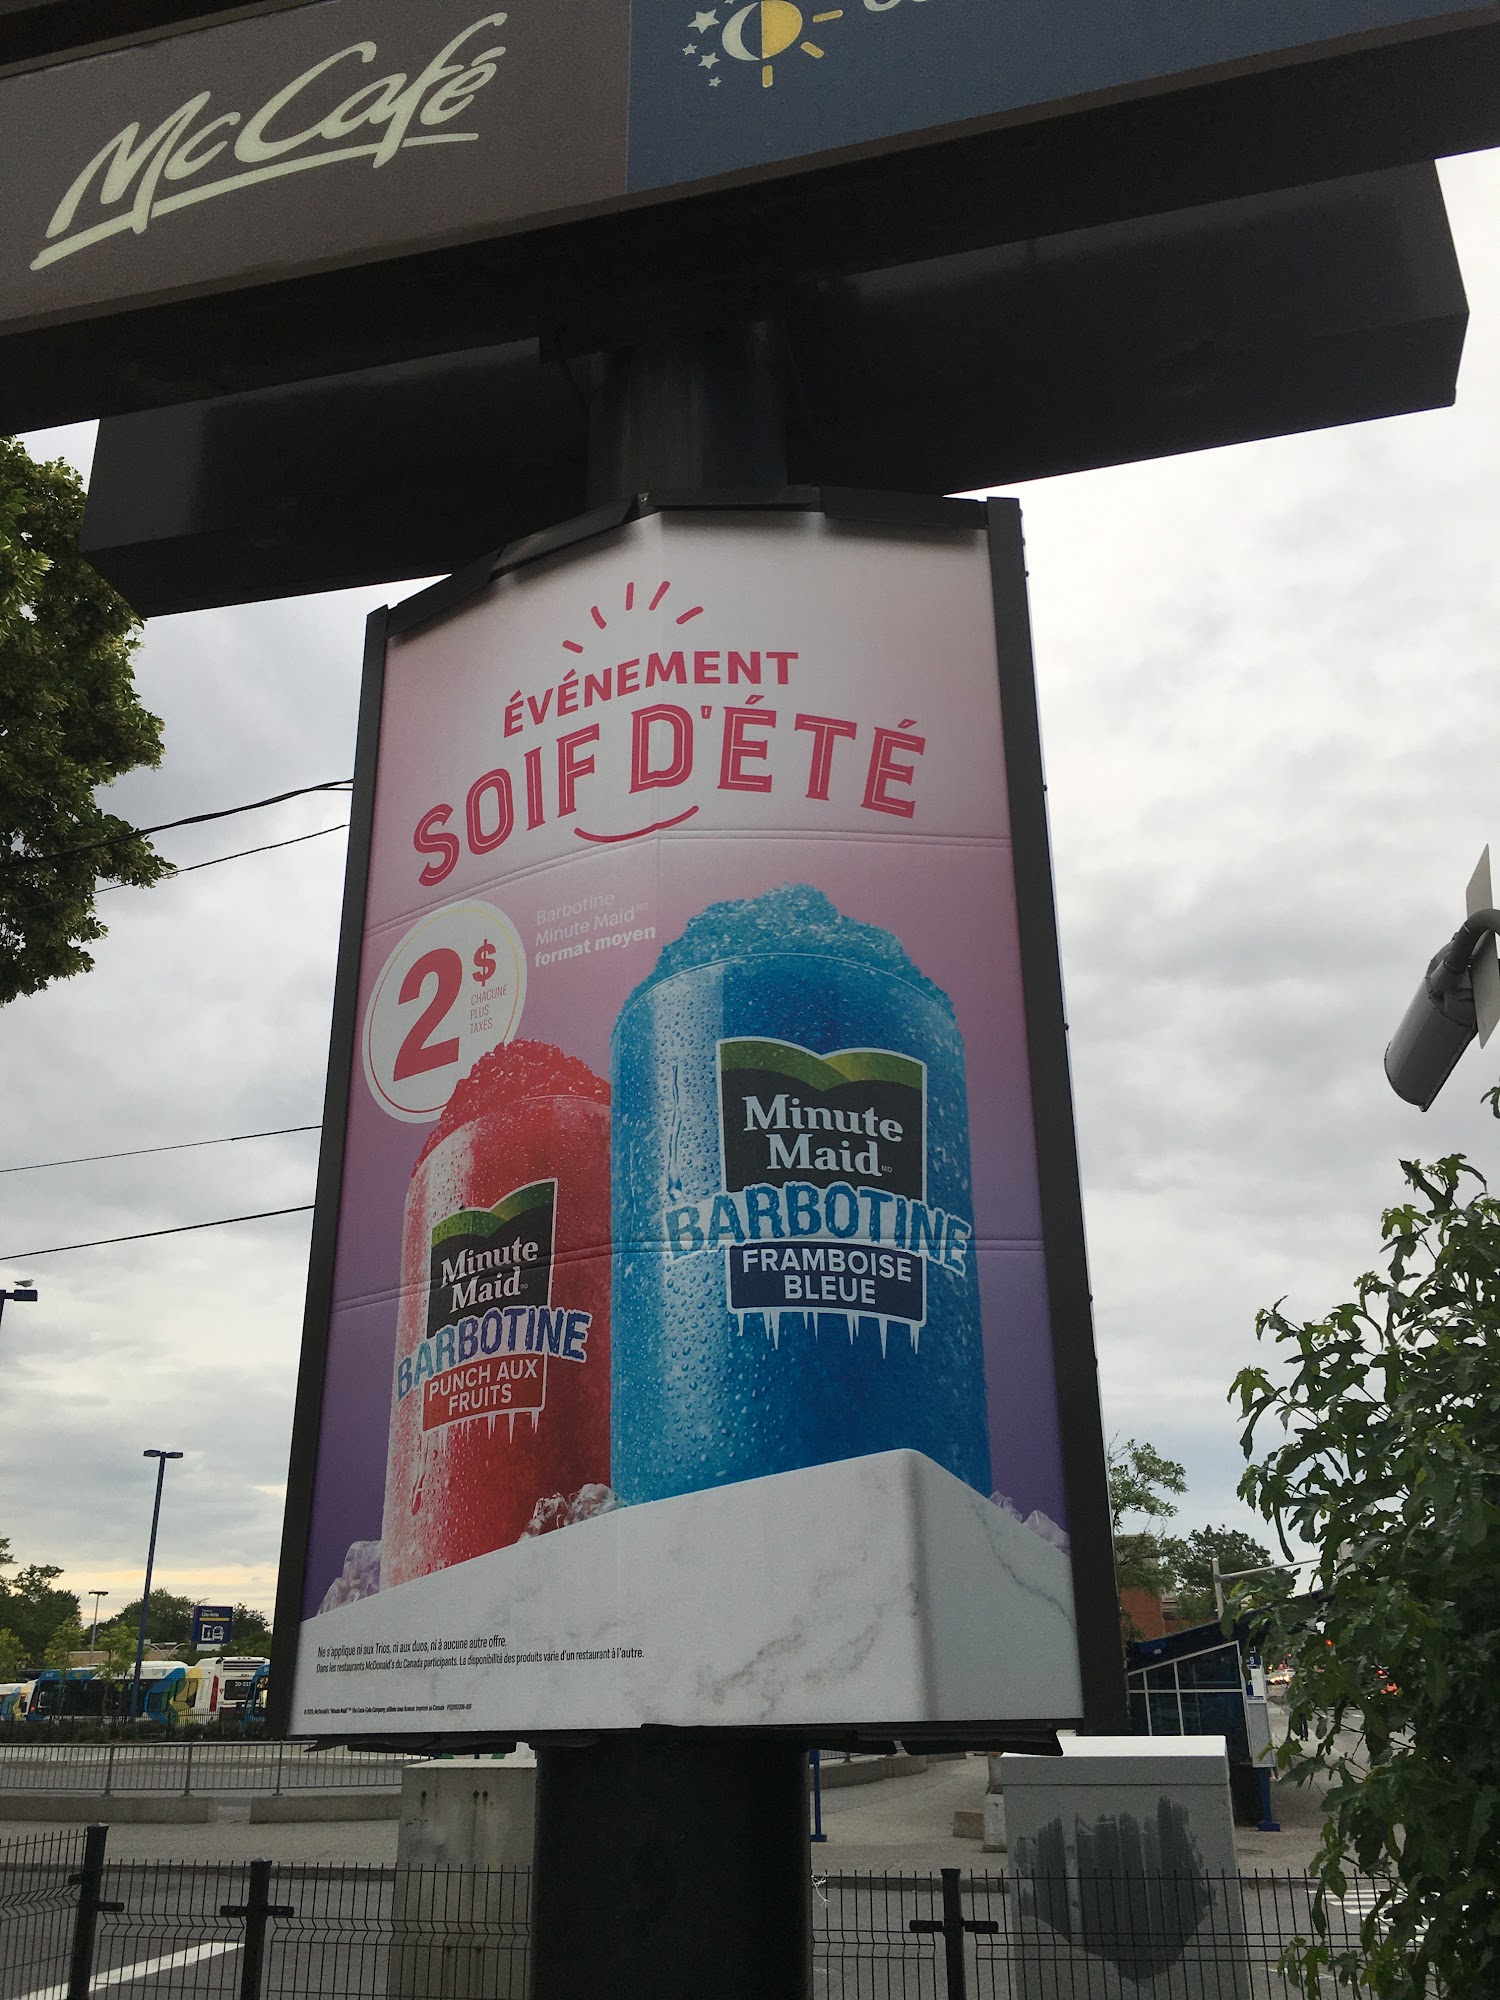 McCafé
ÉVÉNEMENT
SOIF D'ÉTÉ
2$
CHACUNE
PLUS
TAXES
Barbotine
Minute Maid
format moyen
Minute
Maid
BARBOTINE
FRAMBOISE
BLEUE
Minute
Maid
BARBOTINE
PUNCH AUX
FRUITS
Ne s'applique ni aux Trios, ni aux duos, ni à aucune autre offre.
Dans les restaurants McDonald's du Canada participants. La disponibilité des produits varie d'un restaurant à l'autre.